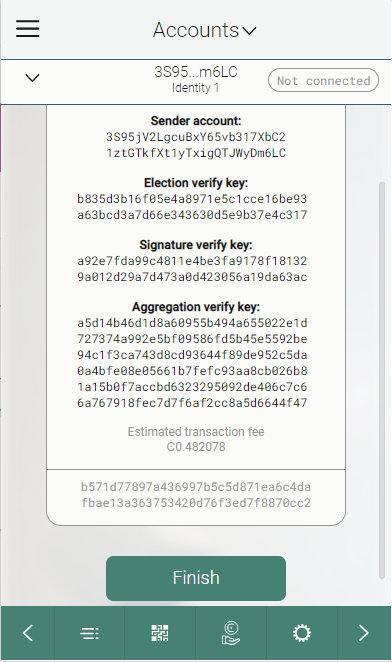 Accounts
3S95...m6LC
Identity 1
Not connected
Sender account:
3S95jV2LgcuBxY65vb317XbC2
1ztGTkfXt1yTxigQTJWyDm6LC
Election verify key:
b835d3b16f05e4a8971e5c1cce16be93
a63bcd3a7d66e343630d5e9b37e4c317
Signature verify key:
a92e7fda99c4811e4be3fa9178f18132
9a012d29a7d473a0d423056a19da63ac
Aggregation verify key:
a5d14b46d1d8a60955b494a655022e1d
727374a992e5bf09586fd5b45e5592be
94c1f3ca743d8cd93644f89de952c5da
0a4bfe08e05661b7fefc93aa8cb026b8
1a15b0f7accbd6323295092de406c7c6
6a767918fec7d7f6af2cc8a5d6644f47
Estimated transaction fee
Ͼ0.482078
b571d77897a436997b5c5d871ea6c4da
fbae13a363753420d76f3ed7f8870cc2
Finish